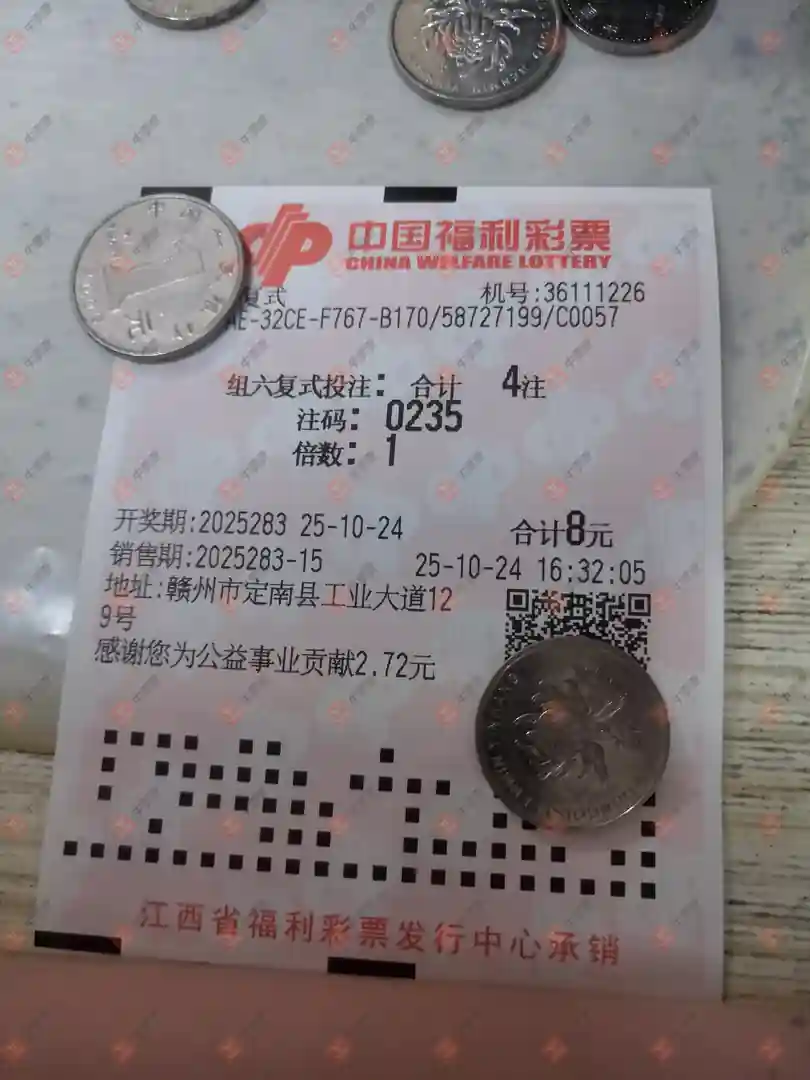 中国福利彩票
CHINA WELFARE LOTTERY
复式 机号:36111226
AE-32CE-F767-B170/58727199/C0057
组六复式投注: 合计 4注
注码: 0235
倍数: 1
开奖期:2025283 25-10-24 合计8元
销售期:2025283-15 25-10-24 16:32:05
地址:赣州市定南县工业大道12
9号
感谢您为公益事业贡献2.72元
江西省福利彩票发行中心承销